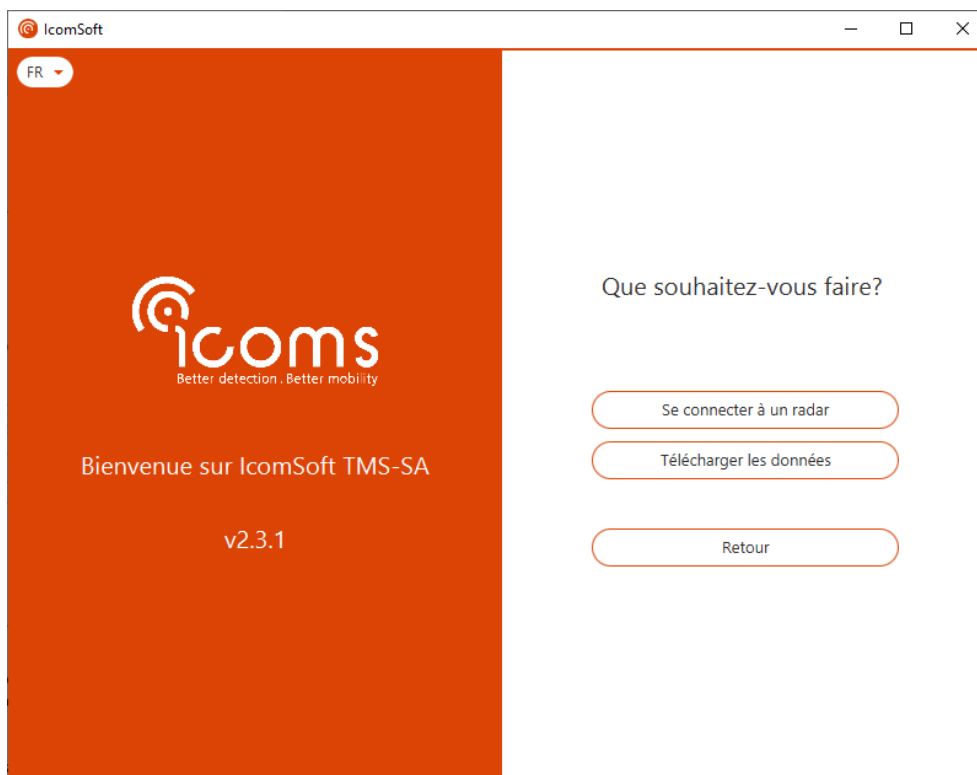 IcomSoft
FR
icoms
Better detection. Better mobility
Bienvenue sur IcomSoft TMS-SA
v2.3.1
Que souhaitez-vous faire?
Se connecter à un radar
Télécharger les données
Retour